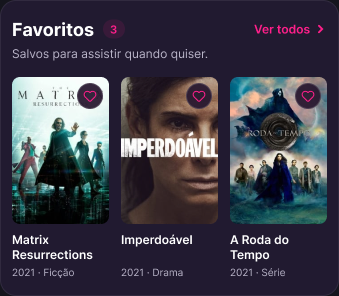 Favoritos 3
Ver todos
Salvos para assistir quando quiser.
MATRIX
RESURRECTIONS
IMPERDOÁVEL
A RODA DO TEMPO
Matrix
Resurrections
2021 · Ficção
Imperdoável
2021 · Drama
A Roda do
Tempo
2021 · Série